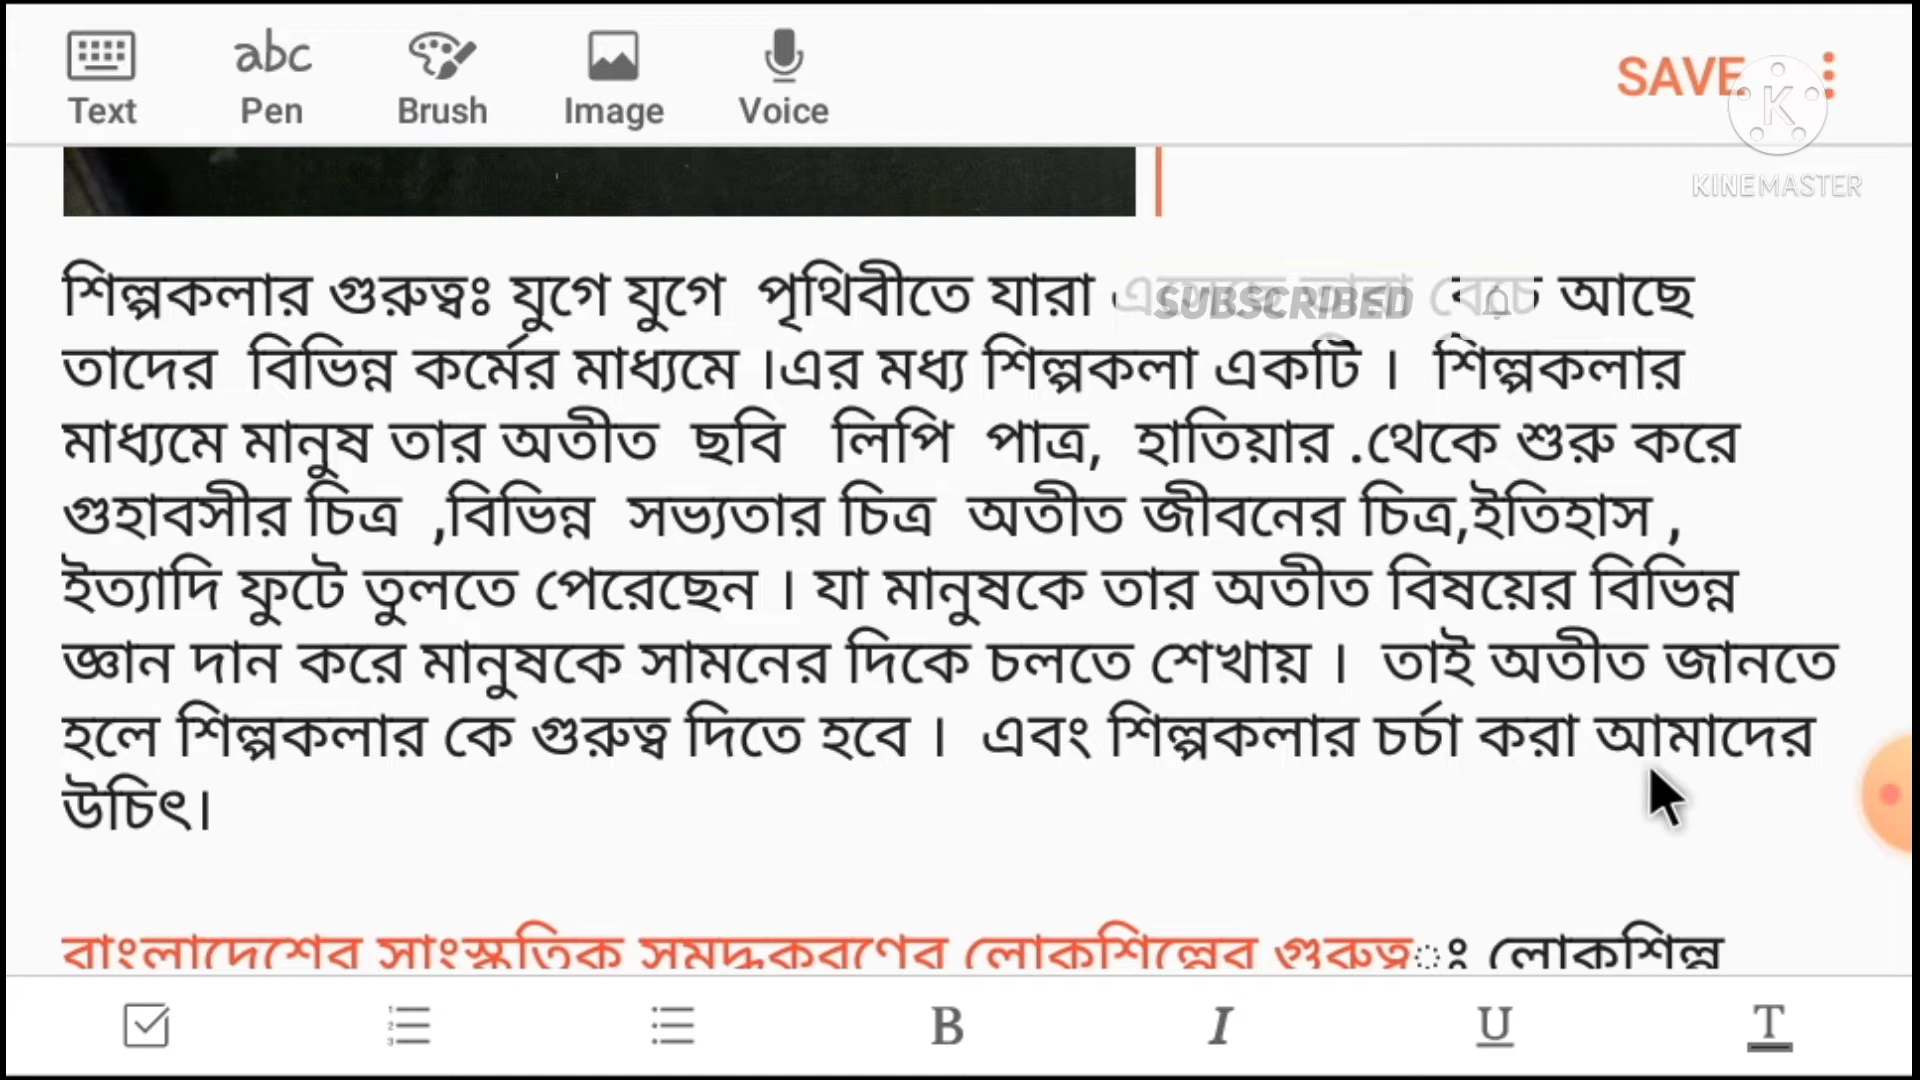 Text
Pen
Brush
Image
Voice
SAVE
K
KINEMASTER
শিল্পকলার গুরুত্বঃ যুগে যুগে পৃথিবীতে যারা বেচে আছে
SUBSCRIBED
তাদের বিভিন্ন কর্মের মাধ্যমে ।এর মধ্য শিল্পকলা একটি । শিল্পকলার
মাধ্যমে মানুষ তার অতীত ছবি লিপি পাত্র, হাতিয়ার .থেকে শুরু করে
গুহাবসীর চিত্র ,বিভিন্ন সভ্যতার চিত্র অতীত জীবনের চিত্র,ইতিহাস ,
ইত্যাদি ফুটে তুলতে পেরেছেন । যা মানুষকে তার অতীত বিষয়ের বিভিন্ন
জ্ঞান দান করে মানুষকে সামনের দিকে চলতে শেখায় । তাই অতীত জানতে
হলে শিল্পকলার কে গুরুত্ব দিতে হবে । এবং শিল্পকলার চর্চা করা আমাদের
উচিৎ।
বাংলাদেশের লোকশিল্পের গুরুত্বঃ লোকশিল্প
B
I
U
T